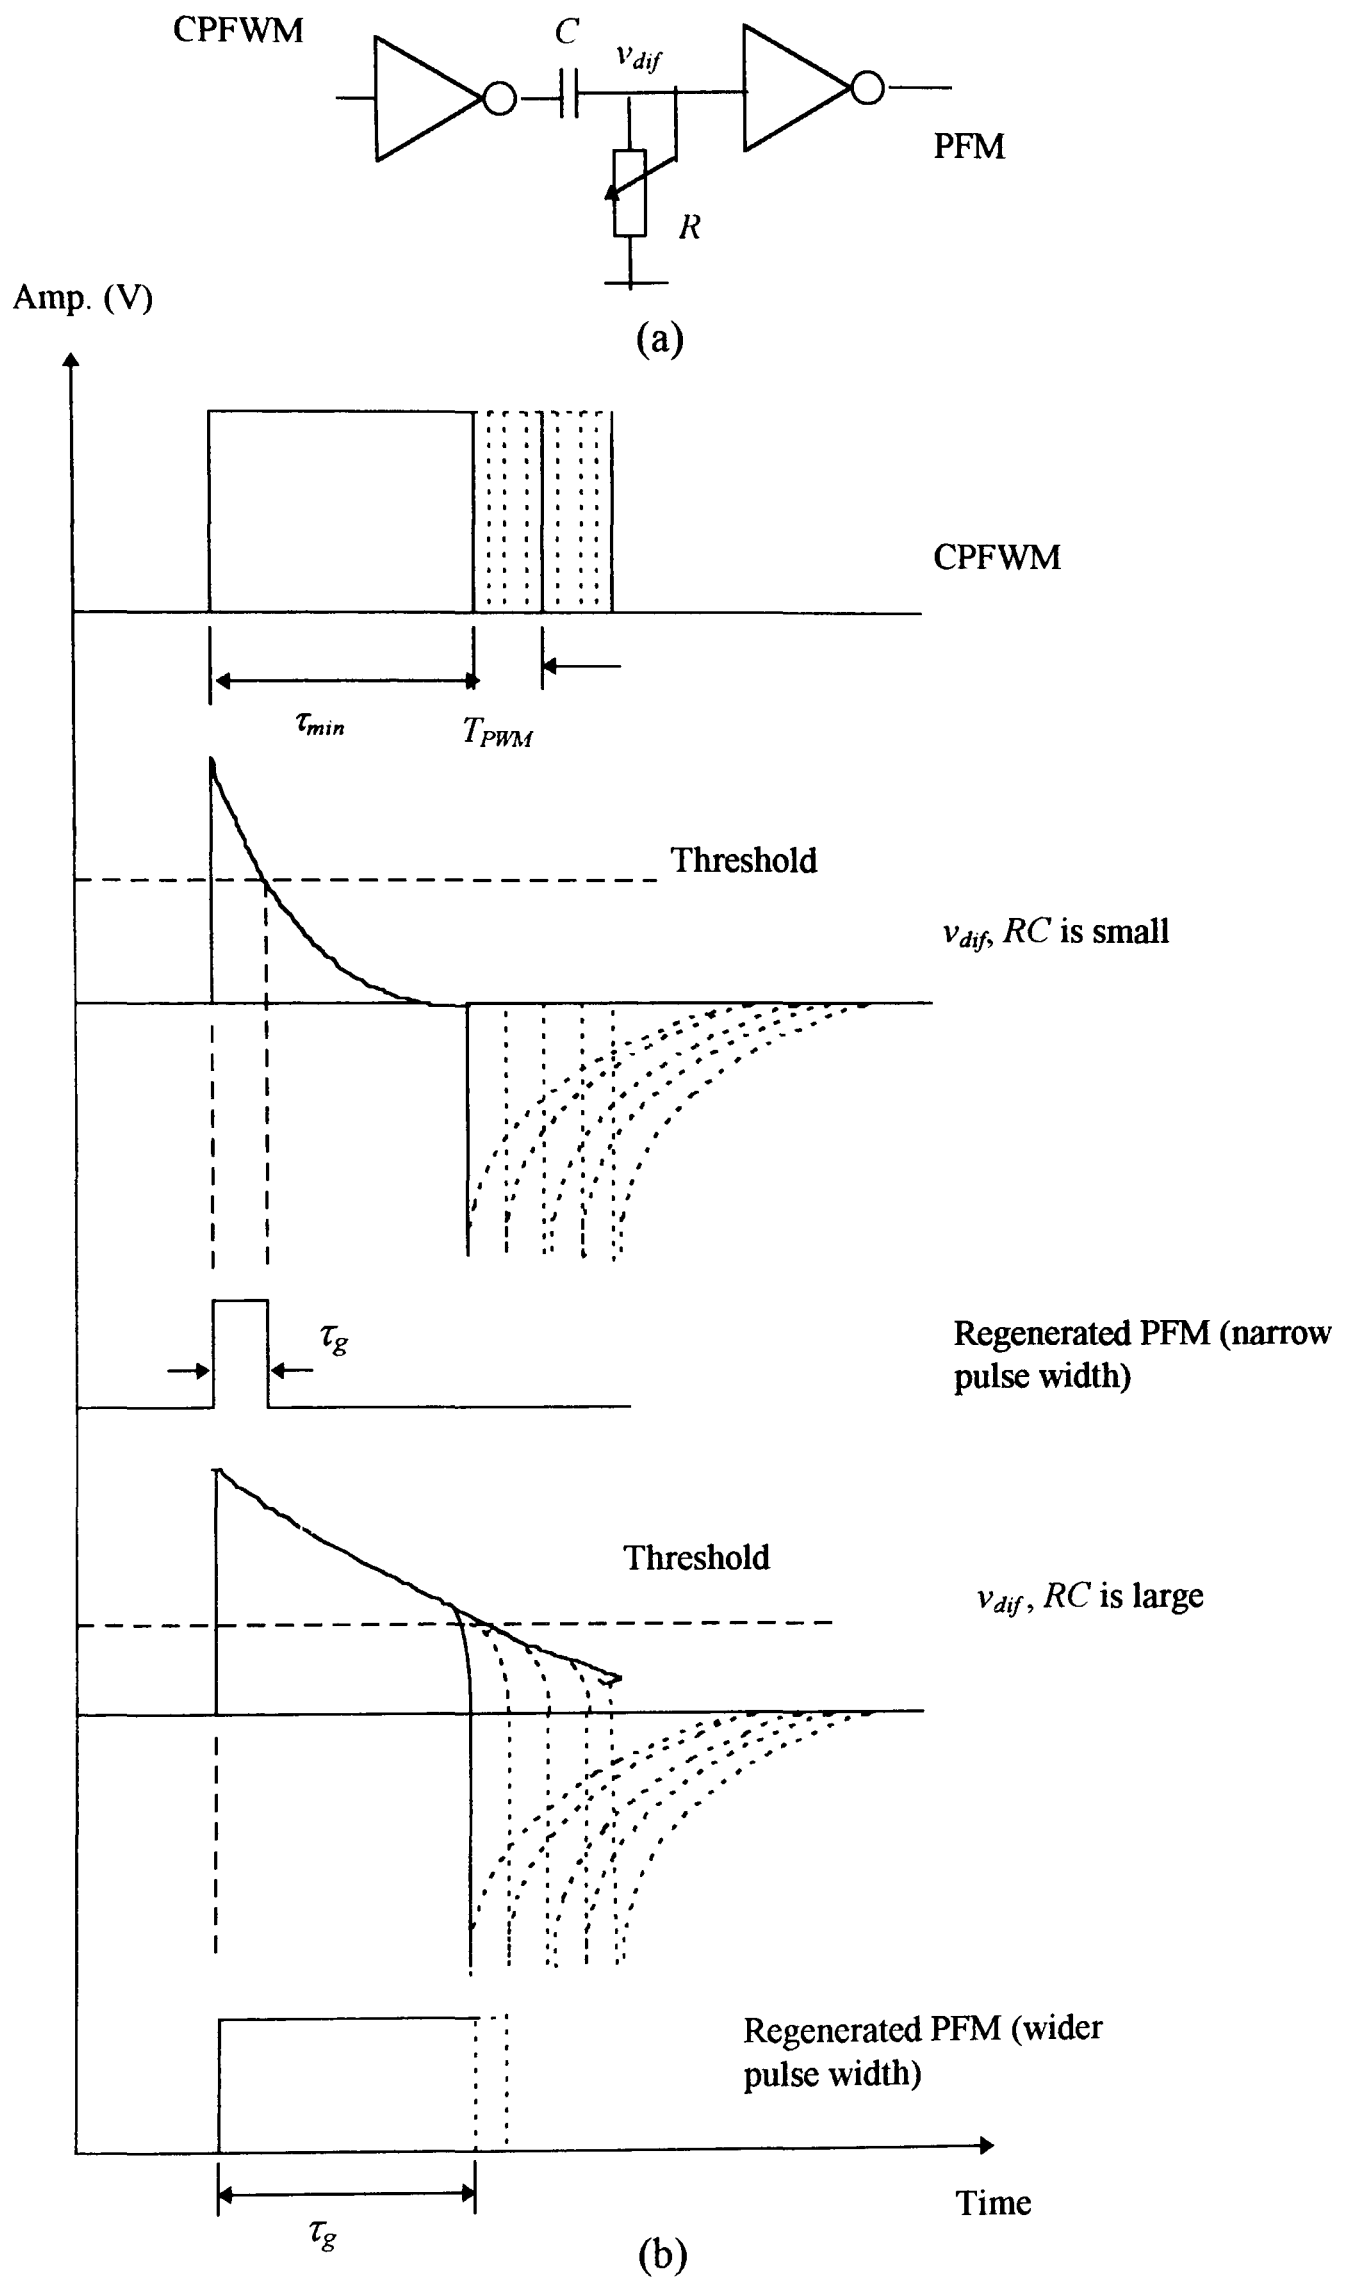 CPFWM
C
v_dif
PFM
R
Amp. (V)
(a)
CPFWM
τ_min
T_PWM
Threshold
v_dif, RC is small
τ_g
Regenerated PFM (narrow
pulse width)
Threshold
v_dif, RC is large
Regenerated PFM (wider
pulse width)
Time
τ_g
(b)